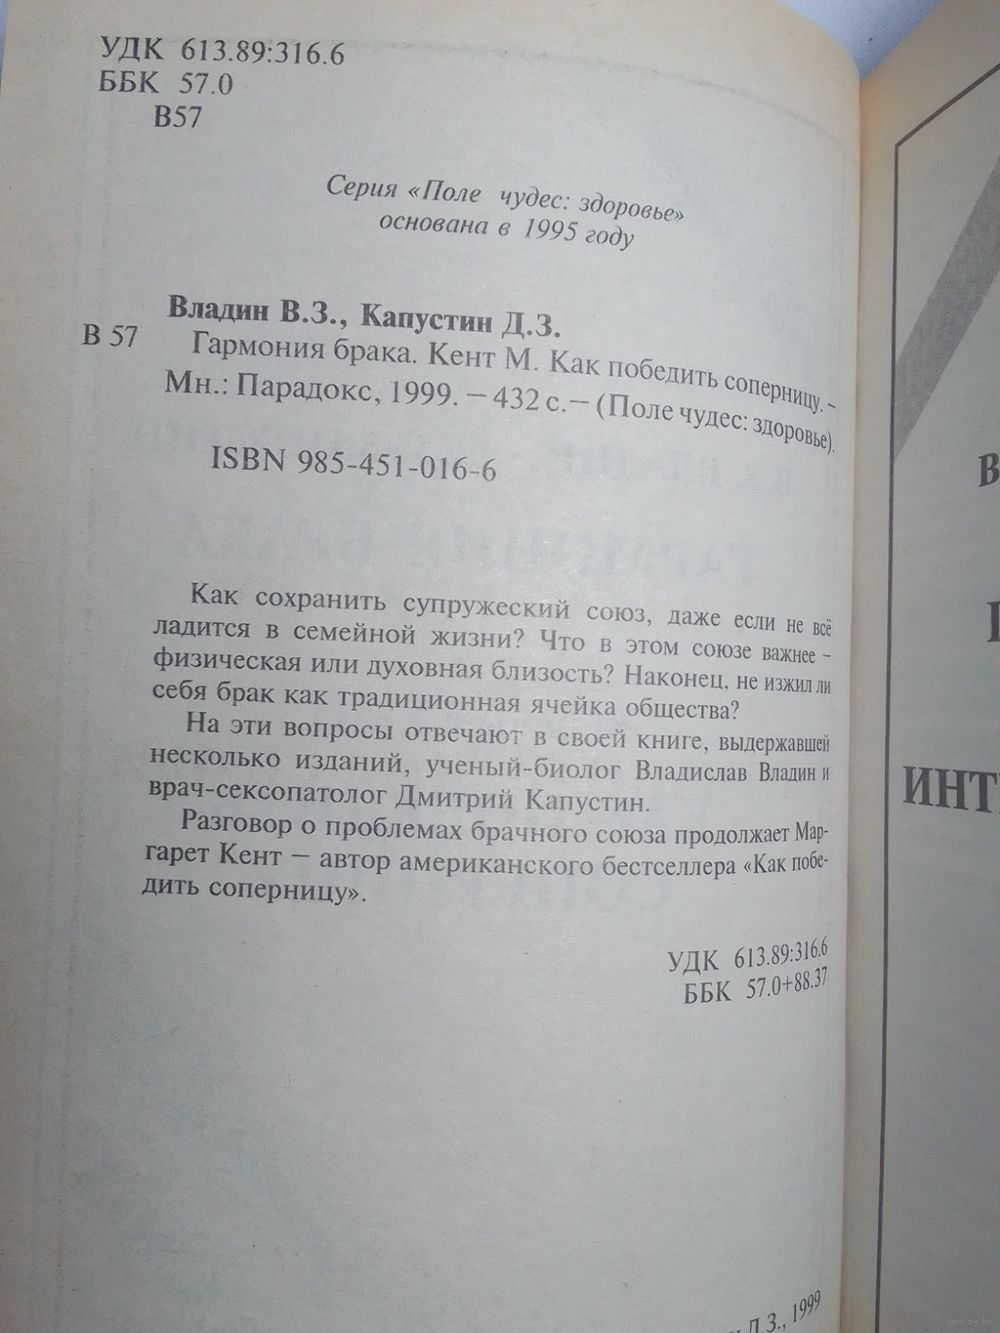 УДК 613.89:316.6
ББК 57.0
В57
Серия «Поле чудес: здоровье»
основана в 1995 году
Владин В.З., Капустин Д.З.
В 57 Гармония брака. Кент М. Как победить соперницу. –
Мн.: Парадокс, 1999. – 432 с.– (Поле чудес: здоровье).
ISBN 985-451-016-6
Как сохранить супружеский союз, даже если не всё
ладится в семейной жизни? Что в этом союзе важнее –
физическая или духовная близость? Наконец, не изжил ли
себя брак как традиционная ячейка общества?
На эти вопросы отвечают в своей книге, выдержавшей
несколько изданий, ученый-биолог Владислав Владин и
врач-сексопатолог Дмитрий Капустин.
Разговор о проблемах брачного союза продолжает Мар-
гарет Кент – автор американского бестселлера «Как побе-
дить соперницу».
УДК 613.89:316.6
ББК 57.0+88.37
Д.З., 1999
В
ИНТ
www.ay.by